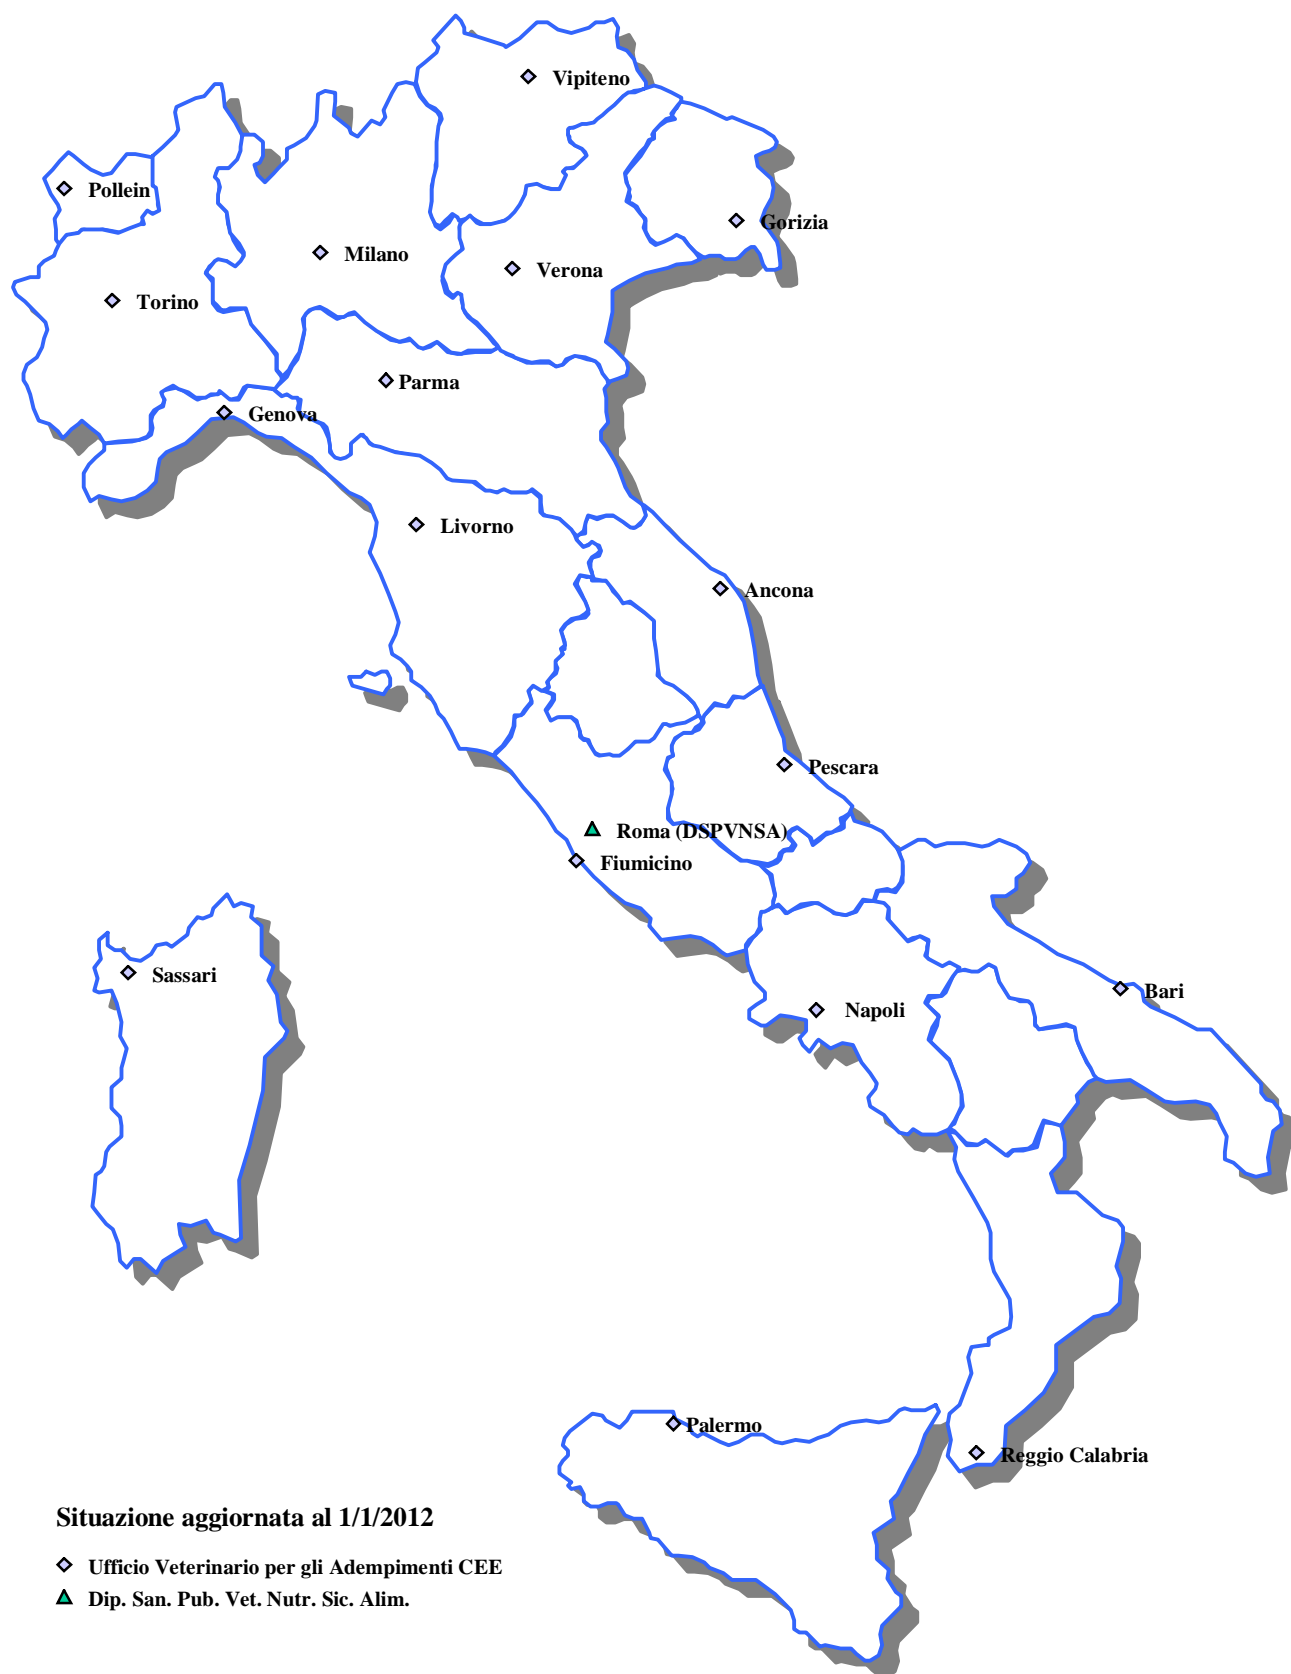 Vipiteno
Pollein
Gorizia
Milano
Verona
Torino
Parma
Genova
Livorno
Ancona
Pescara
Roma (DSPVNSA)
Fiumicino
Sassari
Bari
Napoli
Palermo
Reggio Calabria
Situazione aggiornata al 1/1/2012
Ufficio Veterinario per gli Adempimenti CEE
Dip. San. Pub. Vet. Nutr. Sic. Alim.